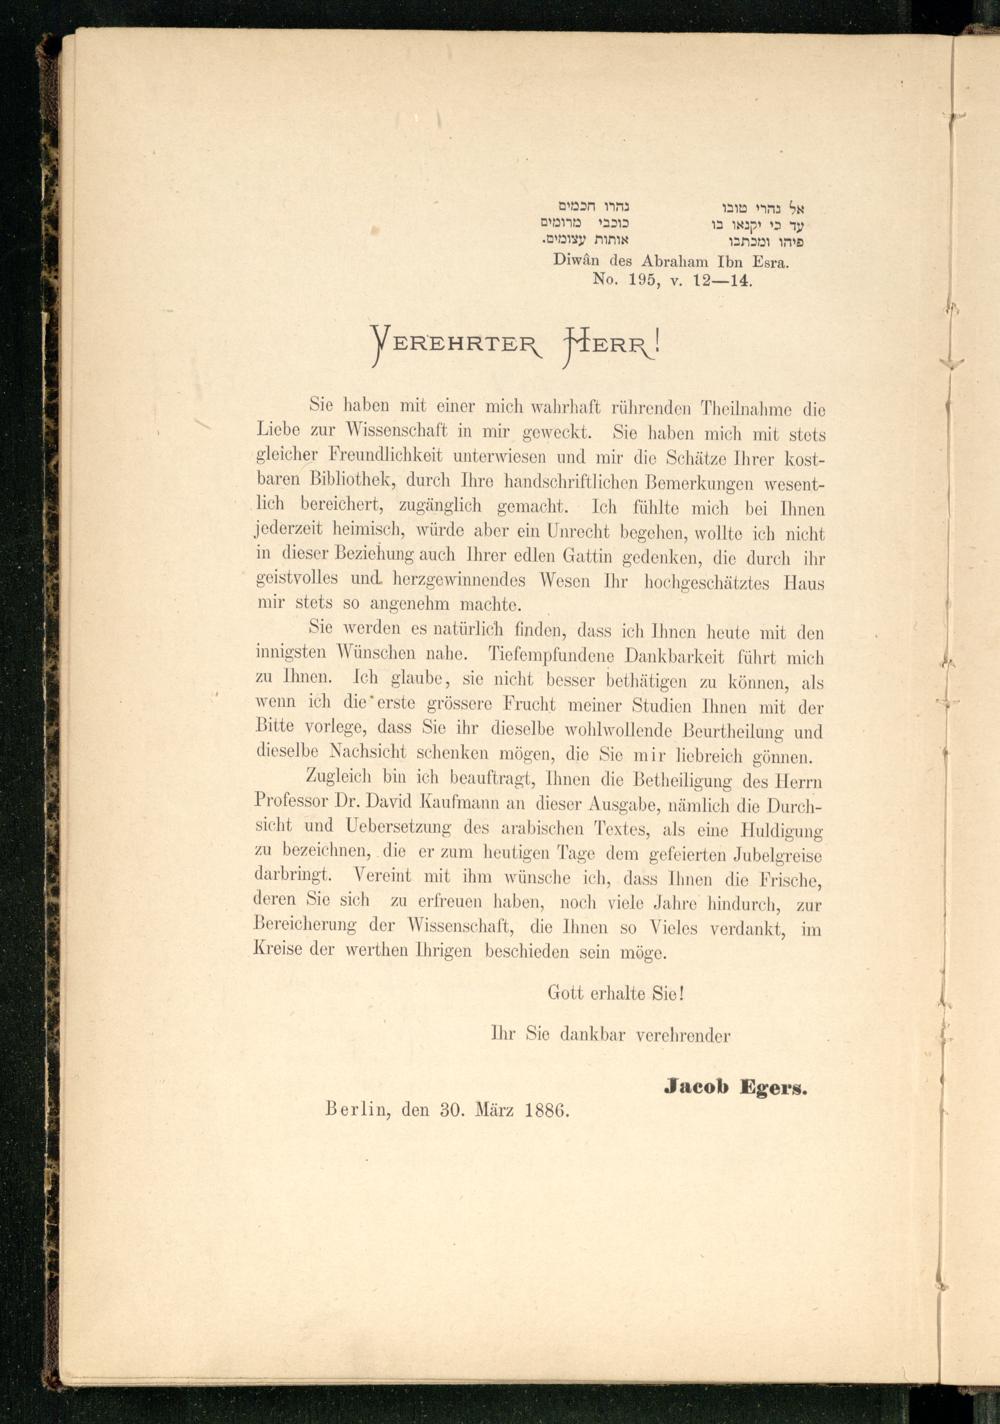 אל נהרי טובו נהרו חכמים
עד כי יקנאו בו כוכבי מרומים
פיהו ומכתבו אותות עצומים.
Diwân des Abraham Ibn Esra.
No. 195, v. 12—14.
VEREHRTER HERR!
Sie haben mit einer mich wahrhaft rührenden Theilnahme die
Liebe zur Wissenschaft in mir geweckt. Sie haben mich mit stets
gleicher Freundlichkeit unterwiesen und mir die Schätze Ihrer kost-
baren Bibliothek, durch Ihre handschriftlichen Bemerkungen wesent-
lich bereichert, zugänglich gemacht. Ich fühlte mich bei Ihnen
jederzeit heimisch, würde aber ein Unrecht begehen, wollte ich nicht
in dieser Beziehung auch Ihrer edlen Gattin gedenken, die durch ihr
geistvolles und herzgewinnendes Wesen Ihr hochgeschätztes Haus
mir stets so angenehm machte.
Sie werden es natürlich finden, dass ich Ihnen heute mit den
innigsten Wünschen nahe. Tiefempfundene Dankbarkeit führt mich
zu Ihnen. Ich glaube, sie nicht besser bethätigen zu können, als
wenn ich die erste grössere Frucht meiner Studien Ihnen mit der
Bitte vorlege, dass Sie ihr dieselbe wohlwollende Beurtheilung und
dieselbe Nachsicht schenken mögen, die Sie mir liebreich gönnen.
Zugleich bin ich beauftragt, Ihnen die Betheiligung des Herrn
Professor Dr. David Kaufmann an dieser Ausgabe, nämlich die Durch-
sicht und Uebersetzung des arabischen Textes, als eine Huldigung
zu bezeichnen, die er zum heutigen Tage dem gefeierten Jubelgreise
darbringt. Vereint mit ihm wünsche ich, dass Ihnen die Frische,
deren Sie sich zu erfreuen haben, noch viele Jahre hindurch, zur
Bereicherung der Wissenschaft, die Ihnen so Vieles verdankt, im
Kreise der werthen Ihrigen beschieden sein möge.
Gott erhalte Sie!
Ihr Sie dankbar verehrender
Jacob Egers.
Berlin, den 30. März 1886.